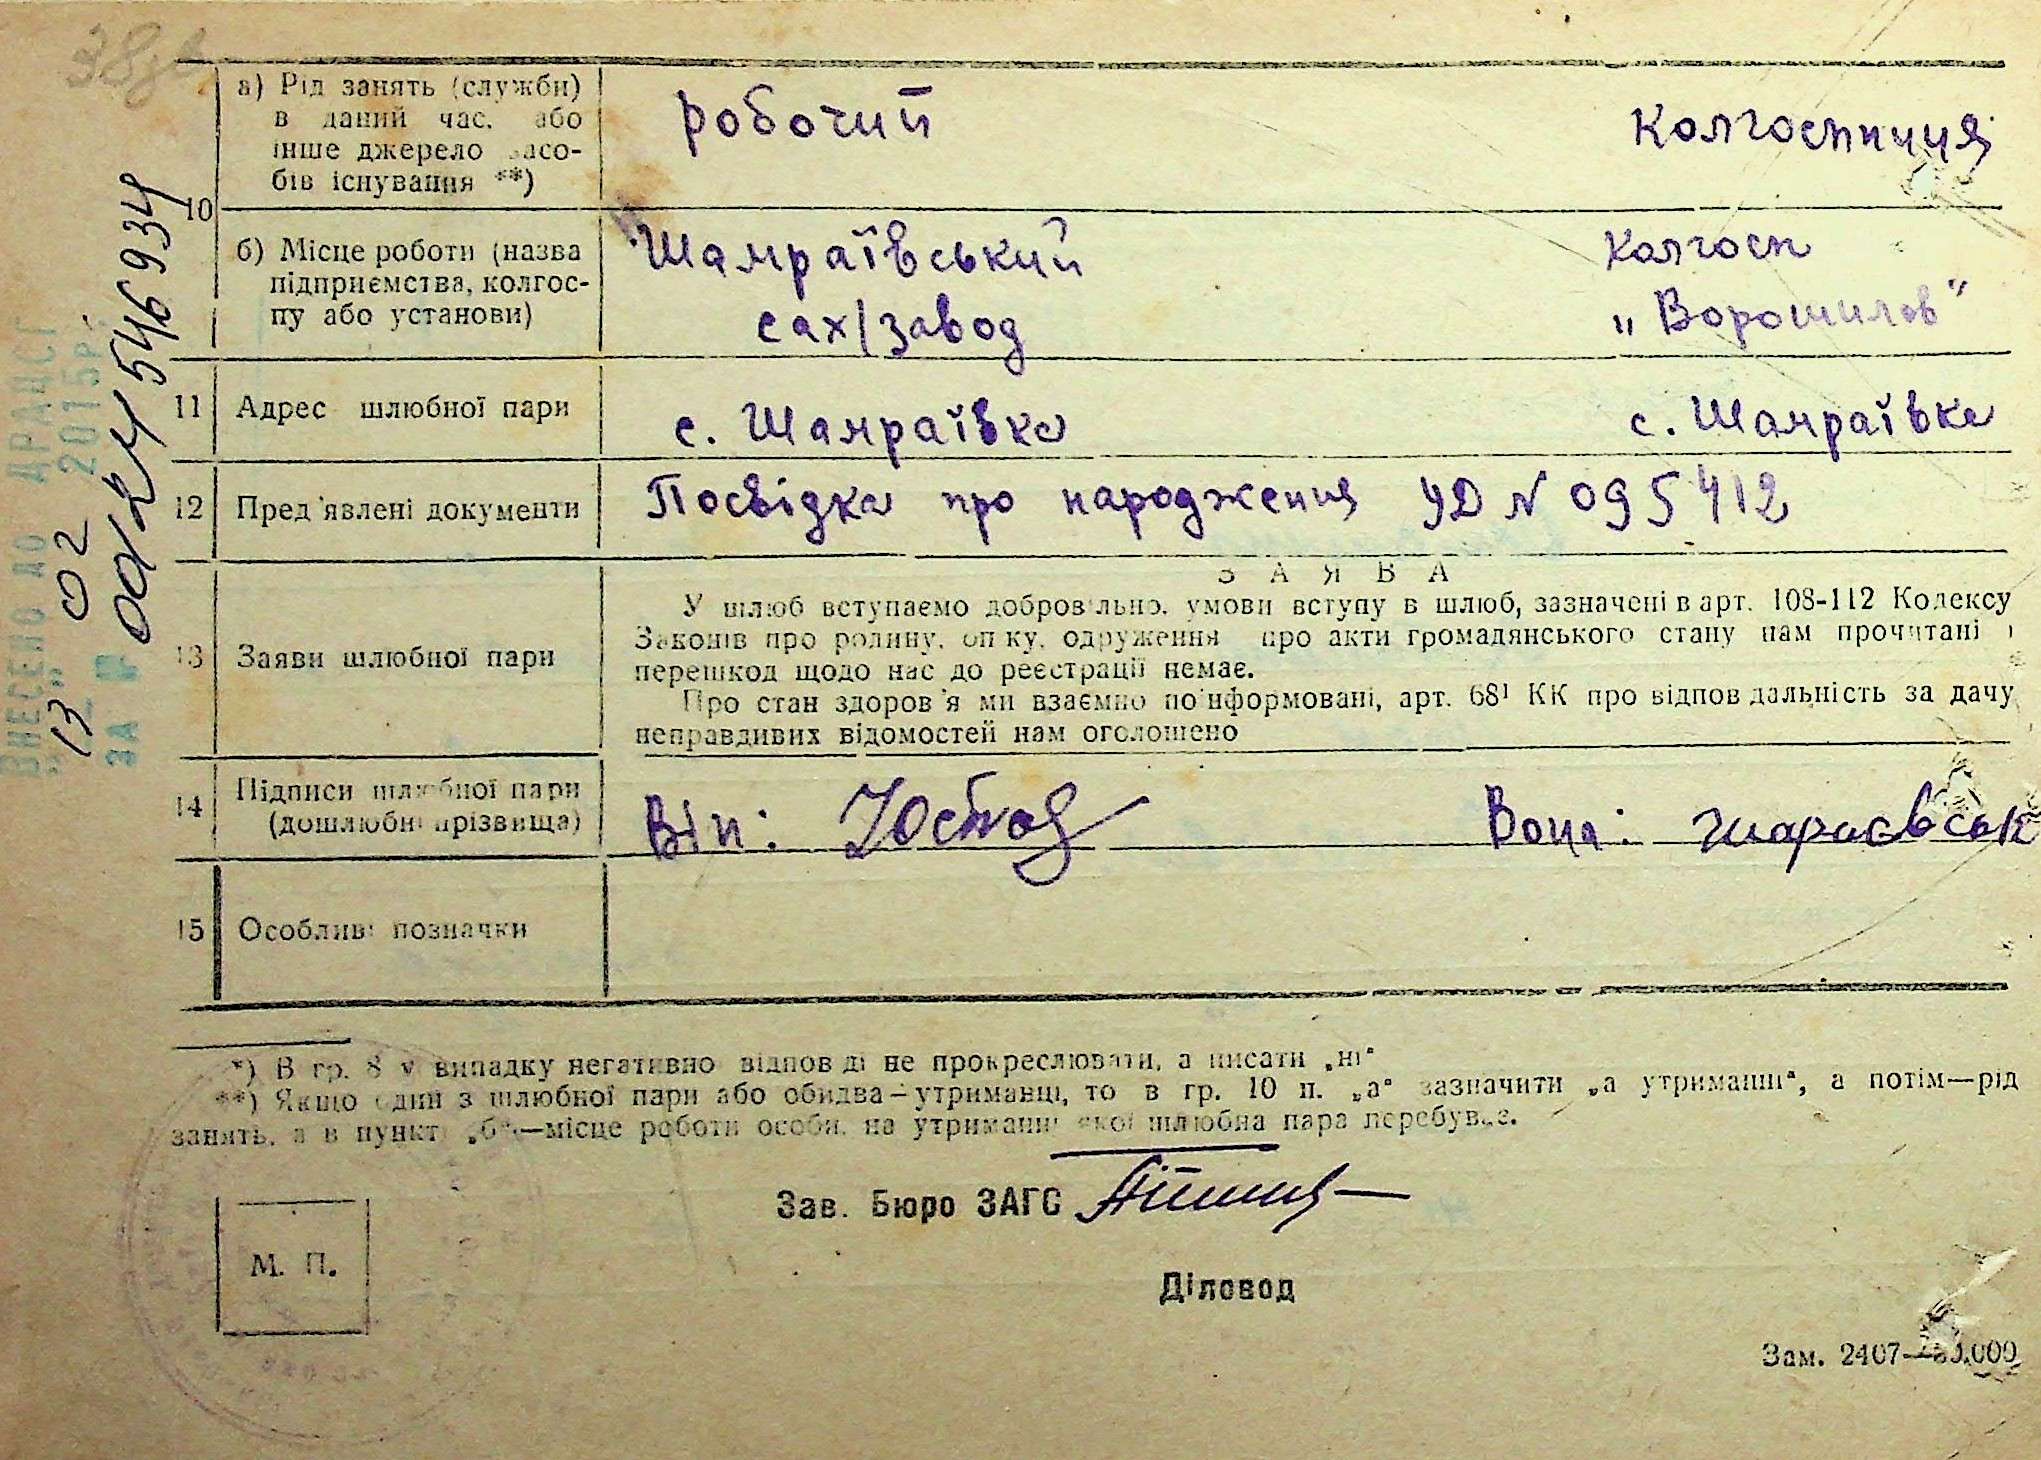 10
а) Рід занять (служби)
в даний час, або
інше джерело засо-
бів існування **)
робочий
Колгоспниця
б) Місце роботи (назва
підприємства, колгос-
пу або установи)
Шамраївський
сах/завод
Колгосп
„Ворошилов"
11 Адрес шлюбної пари
с. Шамраївка
с. Шамраївка
12 Пред'явлені документи
Посвідка про народження УД N 095412
13 Заяви шлюбної пари
ЗАЯВА
У шлюб вступаємо добровільно, умови вступу в шлюб, зазначені в арт. 108-112 Кодексу
Законів про родину, опіку, одруження про акти громадянського стану нам прочитані і
перешкод щодо нас до реєстрації немає.
Про стан здоров'я ми взаємно поінформовані, арт. 68¹ КК про відповідальність за дачу
неправдивих відомостей нам оголошено
14 Підписи шлюбної пари
(дошлюбні прізвища)
Він:
Вона:
15 Особливі позначки
*) В гр. 8 у випадку негативно відповіді не прокреслювати, а писати „ні"
**) Якщо один з шлюбної пари або обидва – утриманці, то в гр. 10 п. „а" зазначити „а утриманні", а потім—рід
занять, а в пункті „б"—місце роботи особи, на утриманні якої шлюбна пара перебуває.
Зав. Бюро ЗАГС
Діловод
М. П.
Зам. 2407
ВНЕСЕНО ДО ДРАЦСГ
„13" 02 2015р.
ЗА № 00124546934